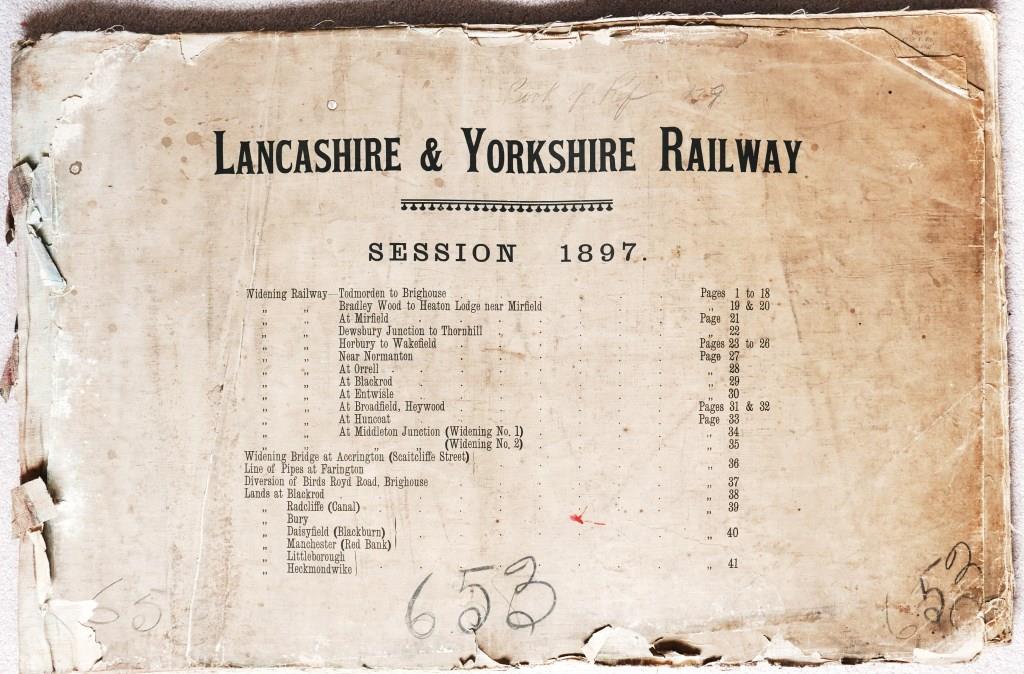 Book of Ref
LANCASHIRE & YORKSHIRE RAILWAY
SESSION 1897.
Widening Railway—Todmorden to Brighouse Pages 1 to 18
„ „ Bradley Wood to Heaton Lodge near Mirfield „ 19 & 20
„ „ At Mirfield Page 21
„ „ Dewsbury Junction to Thornhill „ 22
„ „ Horbury to Wakefield Pages 23 to 26
„ „ Near Normanton Page 27
„ „ At Orrell „ 28
„ „ At Blackrod „ 29
„ „ At Entwisle „ 30
„ „ At Broadfield, Heywood Pages 31 & 32
„ „ At Huncoat Page 33
„ „ At Middleton Junction (Widening No. 1) „ 34
„ „ „ „ (Widening No. 2) „ 35
Widening Bridge at Accrington (Scaitcliffe Street)
Line of Pipes at Farington „ 36
Diversion of Birds Royd Road, Brighouse „ 37
Lands at Blackrod „ 38
„ Radcliffe (Canal) „ 39
„ Bury
„ Daisyfield (Blackburn) „ 40
„ Manchester (Red Bank)
„ Littleborough
„ Heckmondwike „ 41
653
653